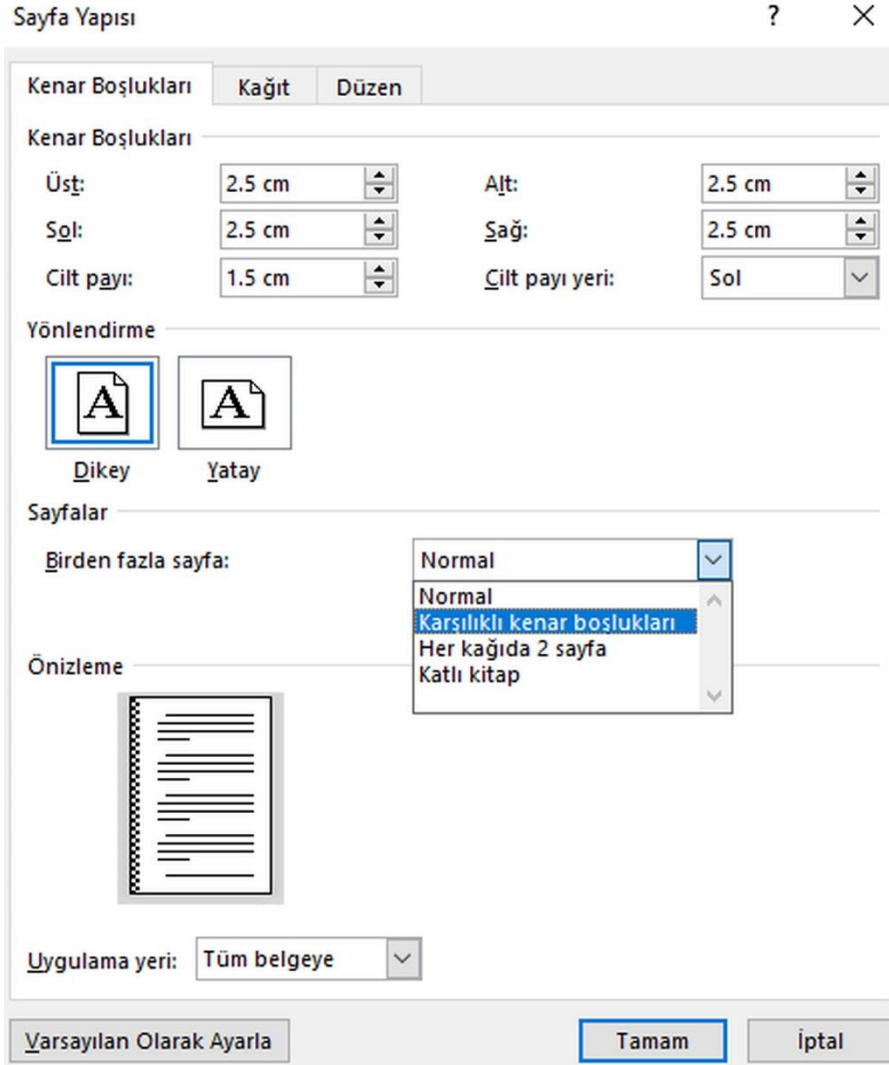 Sayfa Yapısı ? ×
Kenar Boşlukları Kağıt Düzen
Kenar Boşlukları
Üst: 2.5 cm Alt: 2.5 cm
Sol: 2.5 cm Sağ: 2.5 cm
Cilt payı: 1.5 cm Cilt payı yeri: Sol
Yönlendirme
A A
Dikey Yatay
Sayfalar
Birden fazla sayfa: Normal
Normal
Karşılıklı kenar boşlukları
Her kağıda 2 sayfa
Katlı kitap
Önizleme
Uygulama yeri: Tüm belgeye
Varsayılan Olarak Ayarla Tamam İptal